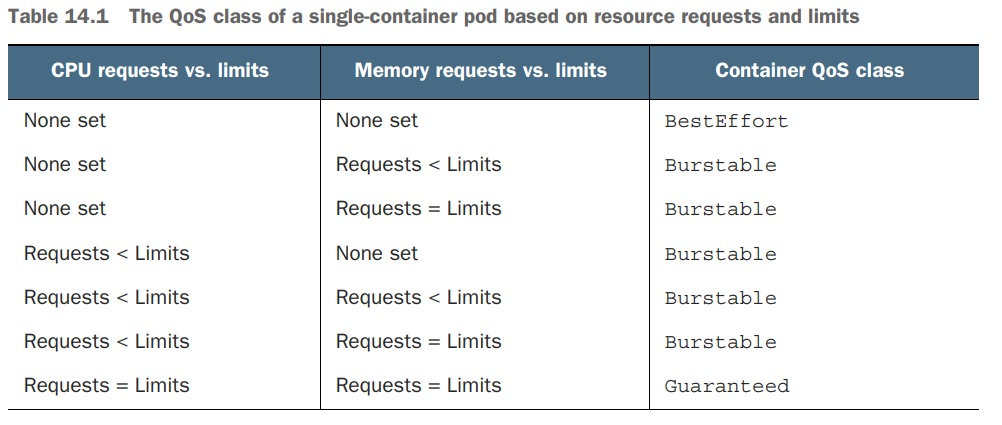 Table 14.1 The QoS class of a single-container pod based on resource requests and limits
CPU requests vs. limits Memory requests vs. limits Container QoS class
None set None set BestEffort
None set Requests < Limits Burstable
None set Requests = Limits Burstable
Requests < Limits None set Burstable
Requests < Limits Requests < Limits Burstable
Requests < Limits Requests = Limits Burstable
Requests = Limits Requests = Limits Guaranteed